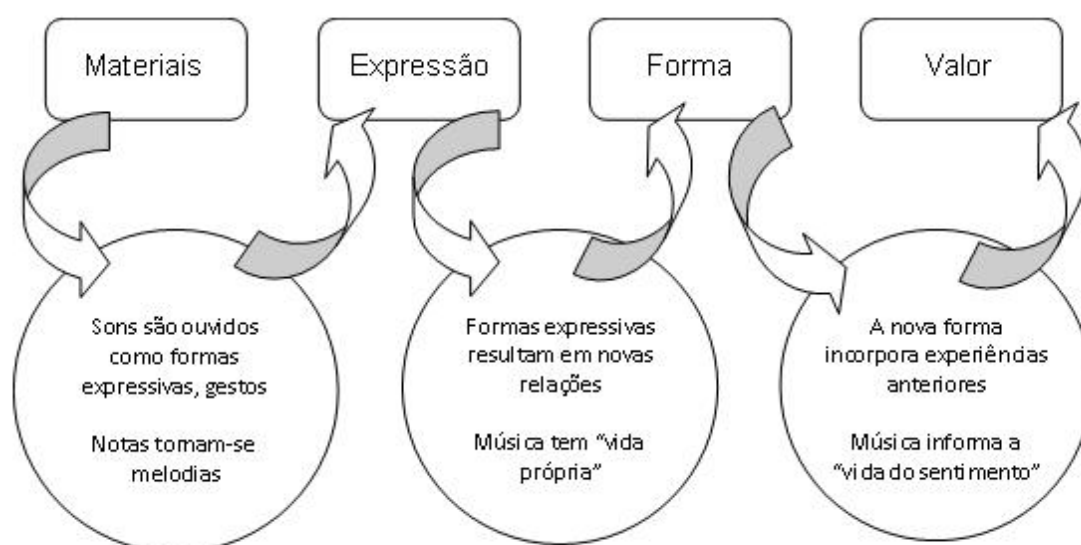 Materiais
Expressão
Forma
Valor
Sons são ouvidos
como formas
expressivas, gestos
Notas tornam-se
melodias
Formas expressivas
resultam em novas
relações
Música tem “vida
própria”
A nova forma
incorpora experiências
anteriores
Música informa a
“vida do sentimento”